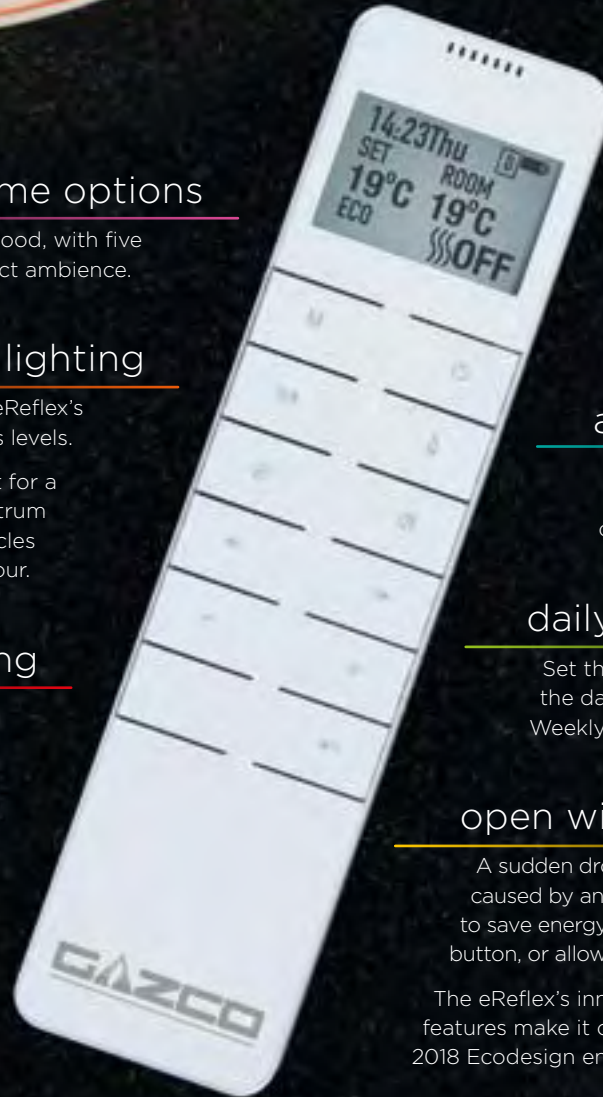 14:23Thu
SET ROOM
19°C 19°C
ECO OFF
M
GAZCO
me options
ood, with five
ct ambience.
lighting
eReflex's
s levels.
t for a
trum
cles
our.
ng
a
daily
Set th
the da
Weekly
open wi
A sudden dro
caused by an
to save energy
button, or allow
The eReflex's inn
features make it c
2018 Ecodesign en